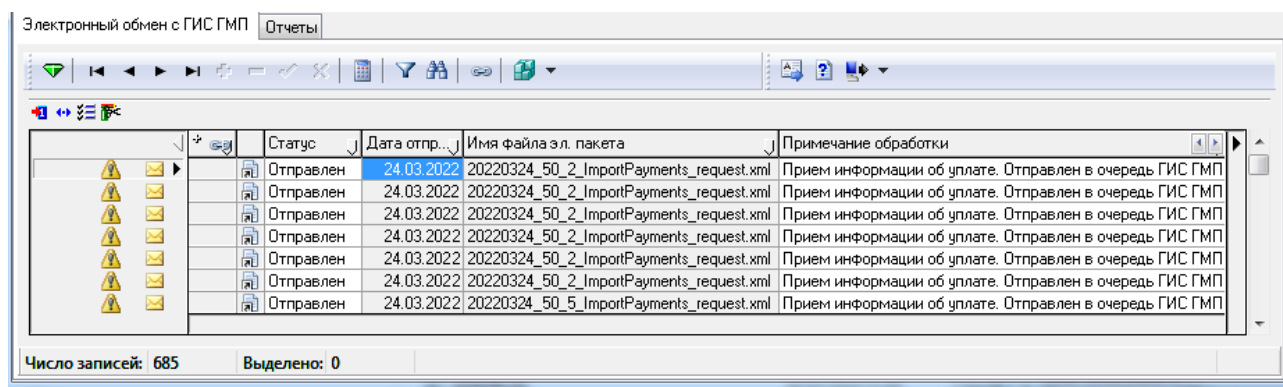 Электронный обмен с ГИС ГМП Отчеты
Статус Дата отпр... Имя файла эл. пакета Примечание обработки
Отправлен 24.03.2022 20220324_50_2_ImportPayments_request.xml Прием информации об уплате. Отправлен в очередь ГИС ГМП
Отправлен 24.03.2022 20220324_50_2_ImportPayments_request.xml Прием информации об уплате. Отправлен в очередь ГИС ГМП
Отправлен 24.03.2022 20220324_50_2_ImportPayments_request.xml Прием информации об уплате. Отправлен в очередь ГИС ГМП
Отправлен 24.03.2022 20220324_50_2_ImportPayments_request.xml Прием информации об уплате. Отправлен в очередь ГИС ГМП
Отправлен 24.03.2022 20220324_50_2_ImportPayments_request.xml Прием информации об уплате. Отправлен в очередь ГИС ГМП
Отправлен 24.03.2022 20220324_50_2_ImportPayments_request.xml Прием информации об уплате. Отправлен в очередь ГИС ГМП
Отправлен 24.03.2022 20220324_50_5_ImportPayments_request.xml Прием информации об уплате. Отправлен в очередь ГИС ГМП
Число записей: 685 Выделено: 0